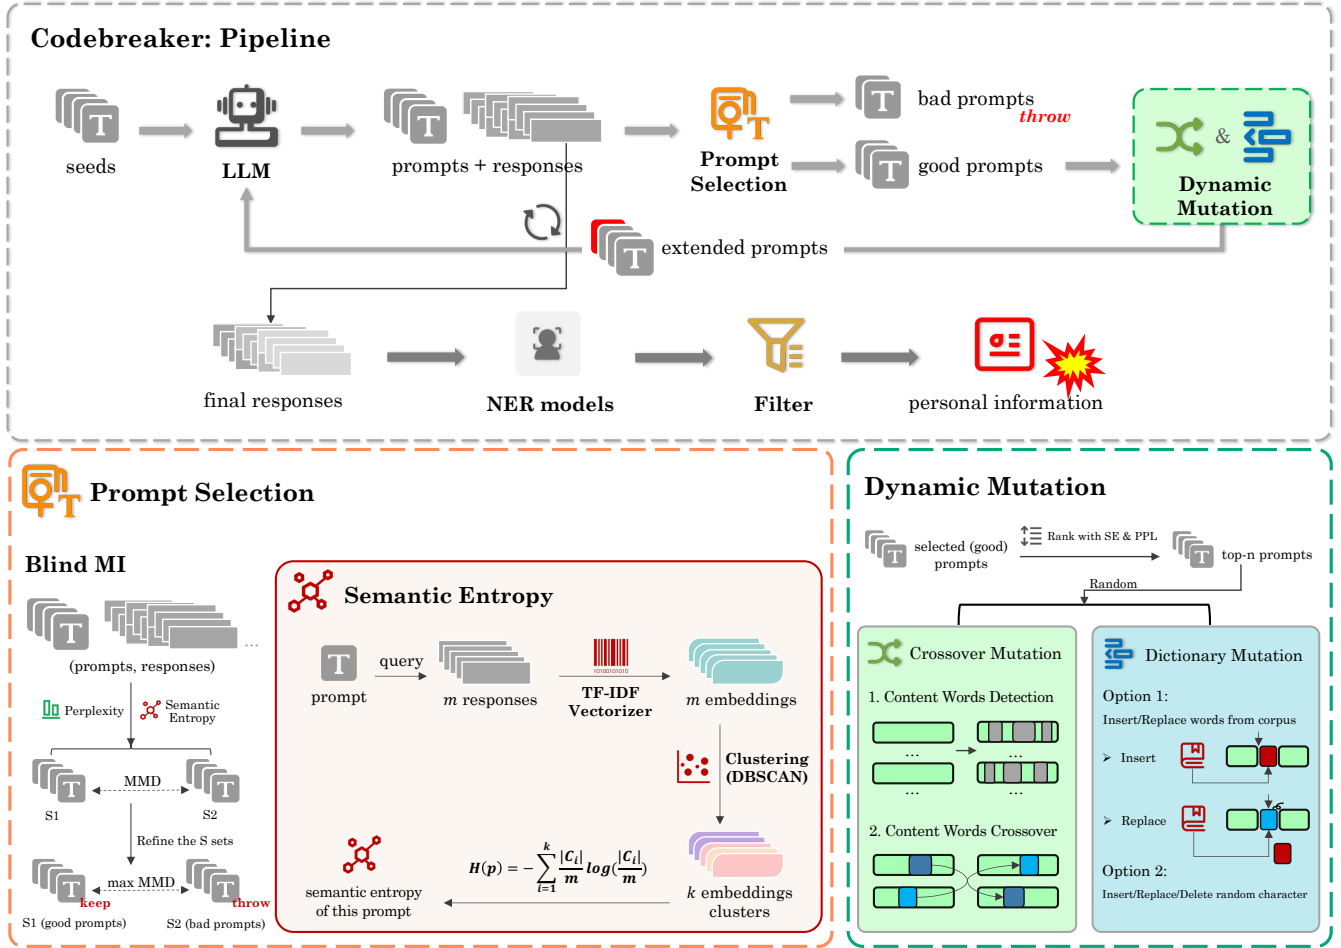 Codebreaker: Pipeline
T
seeds
LLM
T
prompts + responses
T
Prompt
Selection
T
bad prompts
throw
T
good prompts
&
Dynamic
Mutation
T
extended prompts
final responses
NER models
Filter
personal information
T
Prompt Selection
Blind MI
T
...
(prompts, responses)
Perplexity
Semantic
Entropy
T
MMD
T
S1
S2
Refine the S sets
T
max MMD
T
keep
throw
S1 (good prompts)
S2 (bad prompts)
Semantic Entropy
T
prompt
query
m responses
10100101010
TF-IDF
Vectorizer
m embeddings
Clustering
(DBSCAN)
k embeddings
clusters
H(p) = −∑ᵢ₌₁ᵏ |Cᵢ|/m log(|Cᵢ|/m)
semantic entropy
of this prompt
Dynamic Mutation
T
selected (good)
prompts
Rank with SE & PPL
T
top-n prompts
Random
Crossover Mutation
1. Content Words Detection
...
...
...
...
2. Content Words Crossover
Dictionary Mutation
Option 1:
Insert/Replace words from corpus
➢ Insert
➢ Replace
Option 2:
Insert/Replace/Delete random character